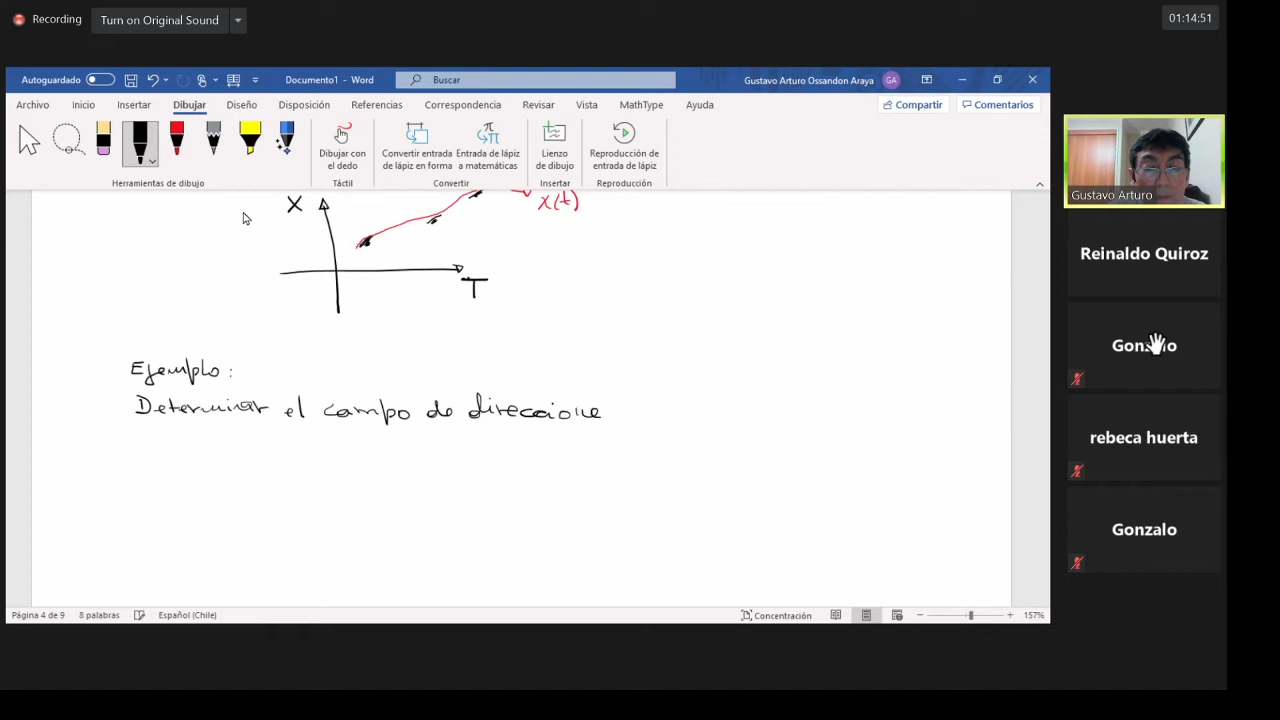 Recording
Turn on Original Sound
01:14:51
Autoguardado
Documento1 - Word
Buscar
Gustavo Arturo Ossandon Araya
GA
Archivo
Inicio
Insertar
Dibujar
Diseño
Disposición
Referencias
Correspondencia
Revisar
Vista
MathType
Ayuda
Compartir
Comentarios
Dibujar con
el dedo
Convertir entrada
de lápiz en forma
Entrada de lápiz
a matemáticas
Lienzo
de dibujo
Reproducción de
entrada de lápiz
Herramientas de dibujo
Táctil
Convertir
Insertar
Reproducción
X
x(t)
T
Ejemplo:
Determinar el campo de direccione
Página 4 de 9
8 palabras
Español (Chile)
Concentración
157%
Gustavo Arturo
Reinaldo Quiroz
Gonzalo
rebeca huerta
Gonzalo